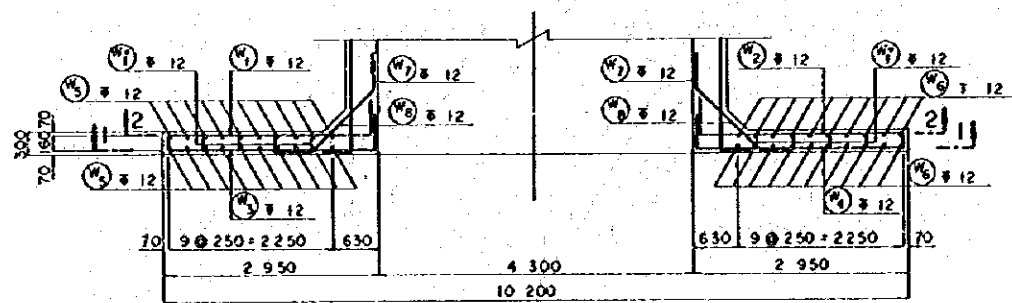 W1' ⌀ 12 W1 ⌀ 12 W7 ⌀ 12 W7 ⌀ 12 W2 ⌀ 12 ⌀ 12
W5 ⌀ 12 W8 ⌀ 12 ⌀ 12 W6 ⌀ 12
2 2
1 1
300 70 160 70
W5 ⌀ 12 W6 ⌀ 12
W3 ⌀ 12 W4 ⌀ 12
70 9@250=2250 630 630 9@250=2250 70
2 950 4 300 2 950
10 200